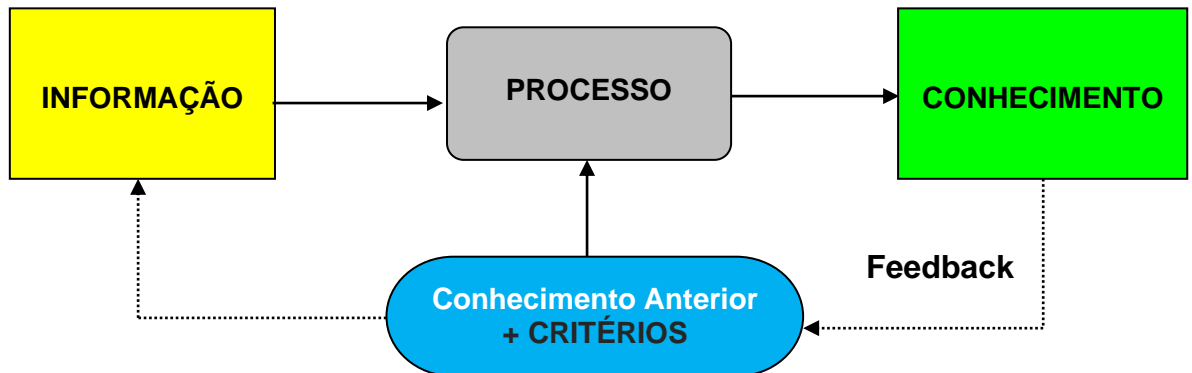 INFORMAÇÃO
PROCESSO
CONHECIMENTO
Feedback
Conhecimento Anterior
+ CRITÉRIOS